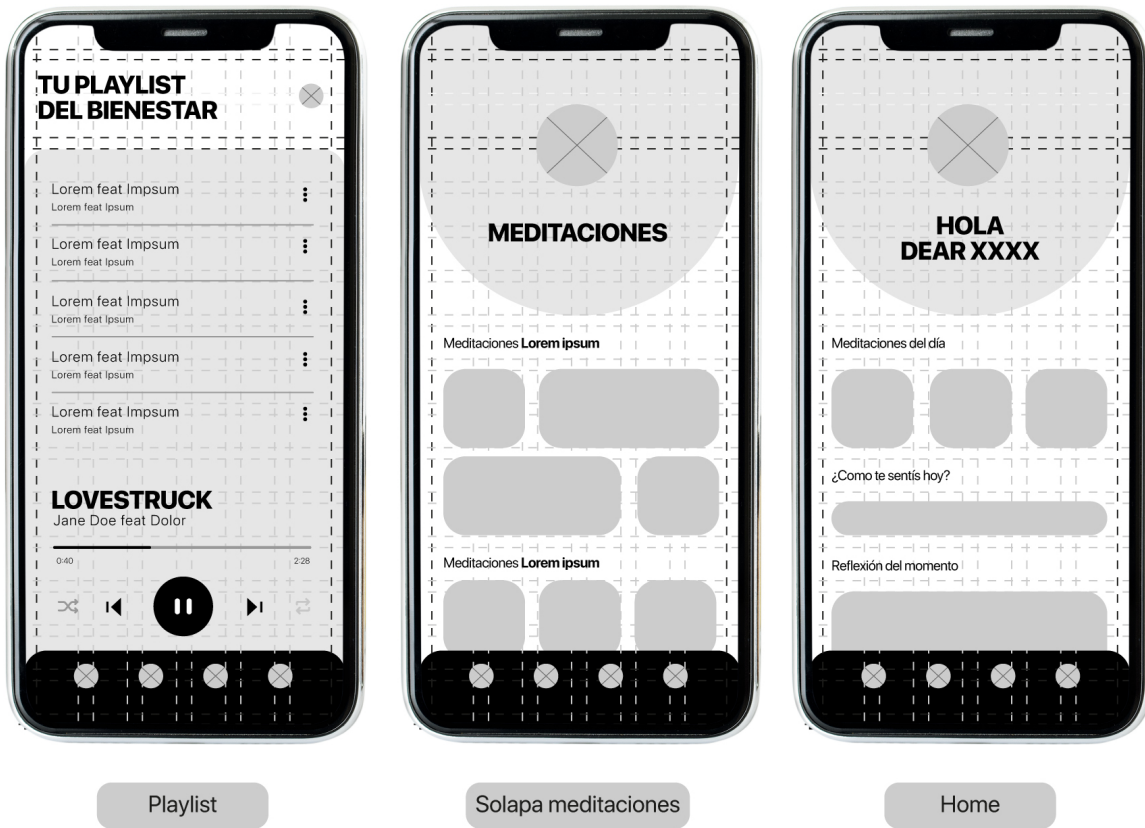 TU PLAYLIST
DEL BIENESTAR
Lorem feat Impsum
Lorem feat Ipsum
Lorem feat Impsum
Lorem feat Ipsum
Lorem feat Impsum
Lorem feat Ipsum
Lorem feat Impsum
Lorem feat Ipsum
Lorem feat Impsum
Lorem feat Ipsum
LOVESTRUCK
Jane Doe feat Dolor
0:40 2:28
Playlist
MEDITACIONES
Meditaciones Lorem ipsum
Meditaciones Lorem ipsum
Solapa meditaciones
HOLA
DEAR XXXX
Meditaciones del día
¿Como te sentís hoy?
Reflexión del momento
Home